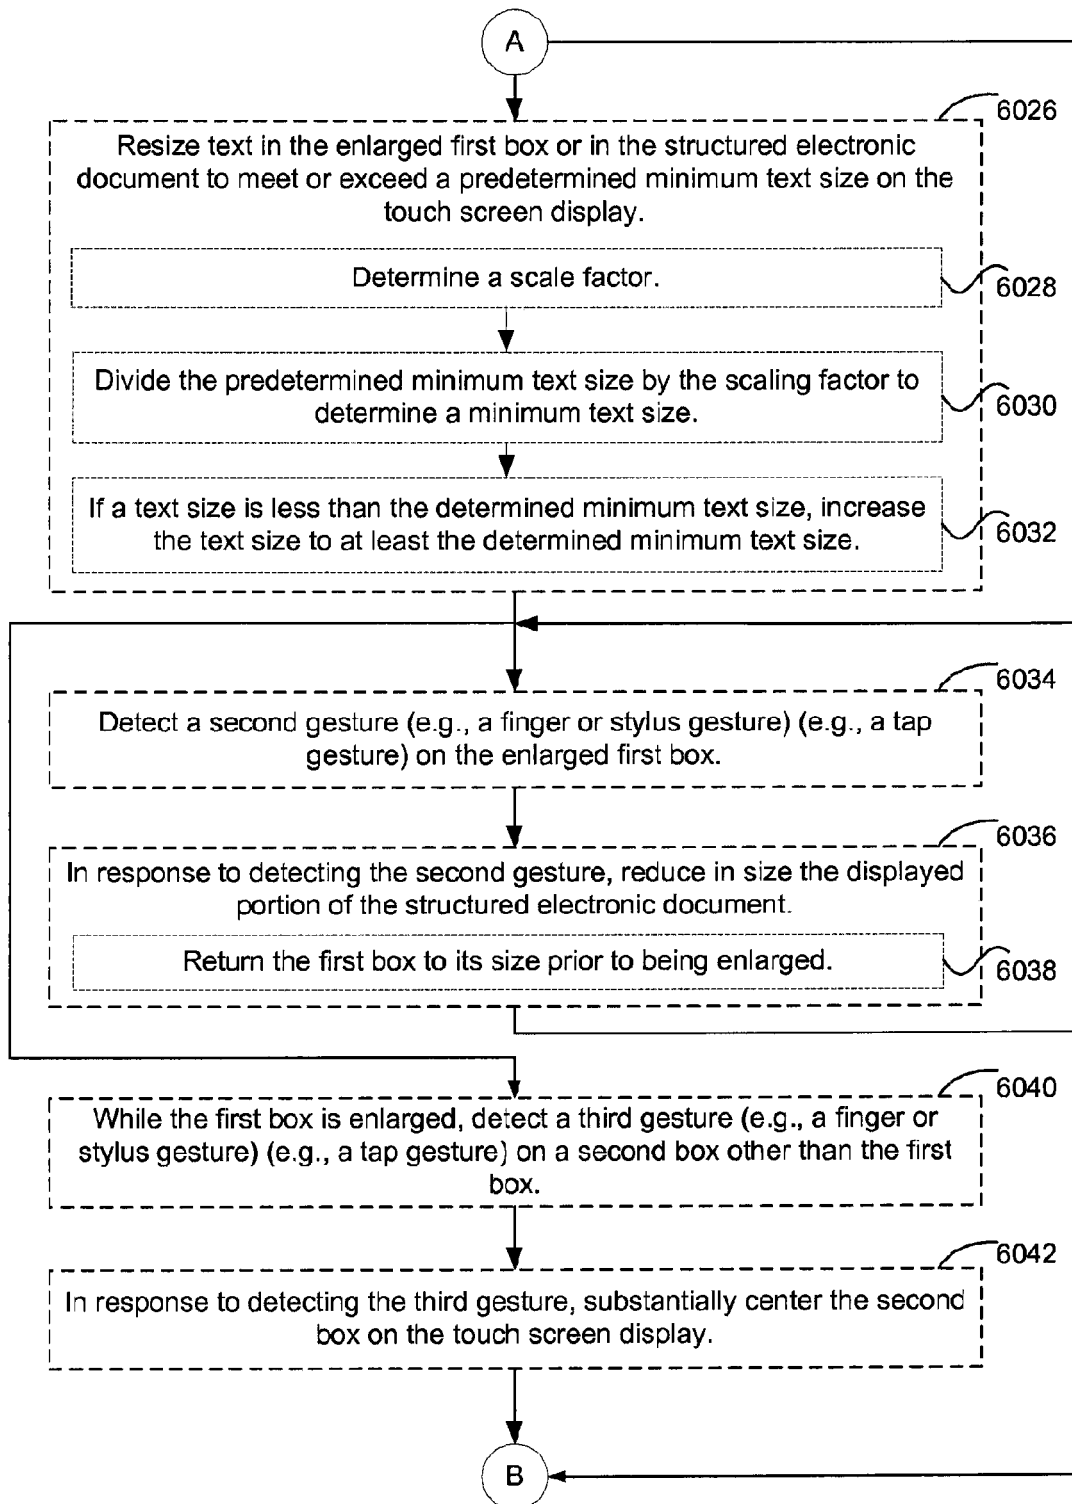 A
6026
Resize text in the enlarged first box or in the structured electronic
document to meet or exceed a predetermined minimum text size on the
touch screen display.
Determine a scale factor.
6028
Divide the predetermined minimum text size by the scaling factor to
determine a minimum text size.
6030
If a text size is less than the determined minimum text size, increase
the text size to at least the determined minimum text size.
6032
6034
Detect a second gesture (e.g., a finger or stylus gesture) (e.g., a tap
gesture) on the enlarged first box.
6036
In response to detecting the second gesture, reduce in size the displayed
portion of the structured electronic document.
Return the first box to its size prior to being enlarged.
6038
6040
While the first box is enlarged, detect a third gesture (e.g., a finger or
stylus gesture) (e.g., a tap gesture) on a second box other than the first
box.
6042
In response to detecting the third gesture, substantially center the second
box on the touch screen display.
B